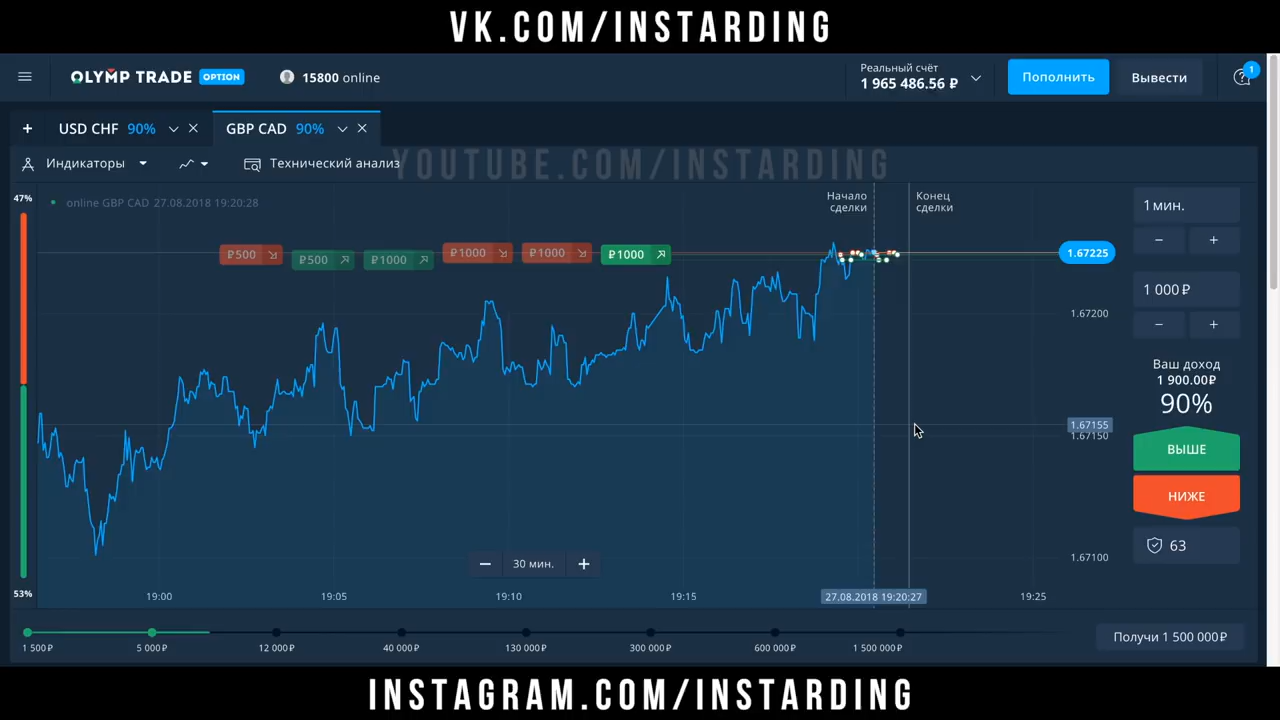 VK.COM/INSTARDING
OLYMP TRADE OPTION
15800 online
Реальный счёт
1 965 486.56 ₽
Пополнить
Вывести
1
+
USD CHF 90%
GBP CAD 90%
Индикаторы
Технический анализ
YOUTUBE.COM/INSTARDING
47%
online GBP CAD 27.08.2018 19:20:28
Начало
сделки
Конец
сделки
1 мин.
− +
₽500
₽500
₽1000
₽1000
₽1000
₽1000
1.67225
1 000 ₽
− +
1.67200
Ваш доход
1 900.00₽
90%
1.67155
1.67150
ВЫШЕ
НИЖЕ
63
1.67100
− 30 мин. +
53%
19:00
19:05
19:10
19:15
27.08.2018 19:20:27
19:25
1 500₽
5 000₽
12 000₽
40 000₽
130 000₽
300 000₽
600 000₽
1 500 000₽
Получи 1 500 000₽
INSTAGRAM.COM/INSTARDING